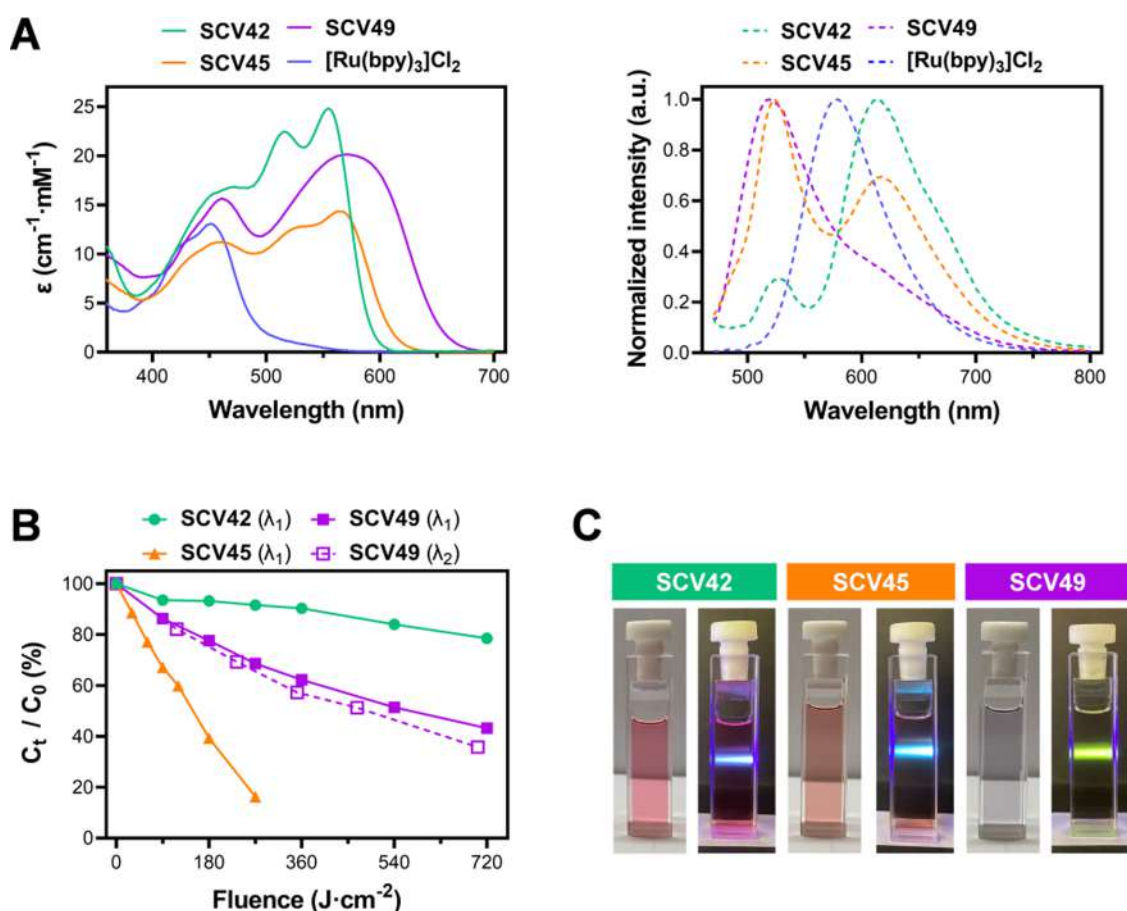 A
SCV42 SCV49
SCV45 [Ru(bpy)₃]Cl₂
ε (cm⁻¹·mM⁻¹)
25
20
15
10
5
0
400 500 600 700
Wavelength (nm)
SCV42 SCV49
SCV45 [Ru(bpy)₃]Cl₂
Normalized intensity (a.u.)
1.0
0.8
0.6
0.4
0.2
0.0
500 600 700 800
Wavelength (nm)
B
SCV42 (λ₁) SCV49 (λ₁)
SCV45 (λ₁) SCV49 (λ₂)
Cₜ / C₀ (%)
100
80
60
40
20
0
0 180 360 540 720
Fluence (J·cm⁻²)
C
SCV42 SCV45 SCV49